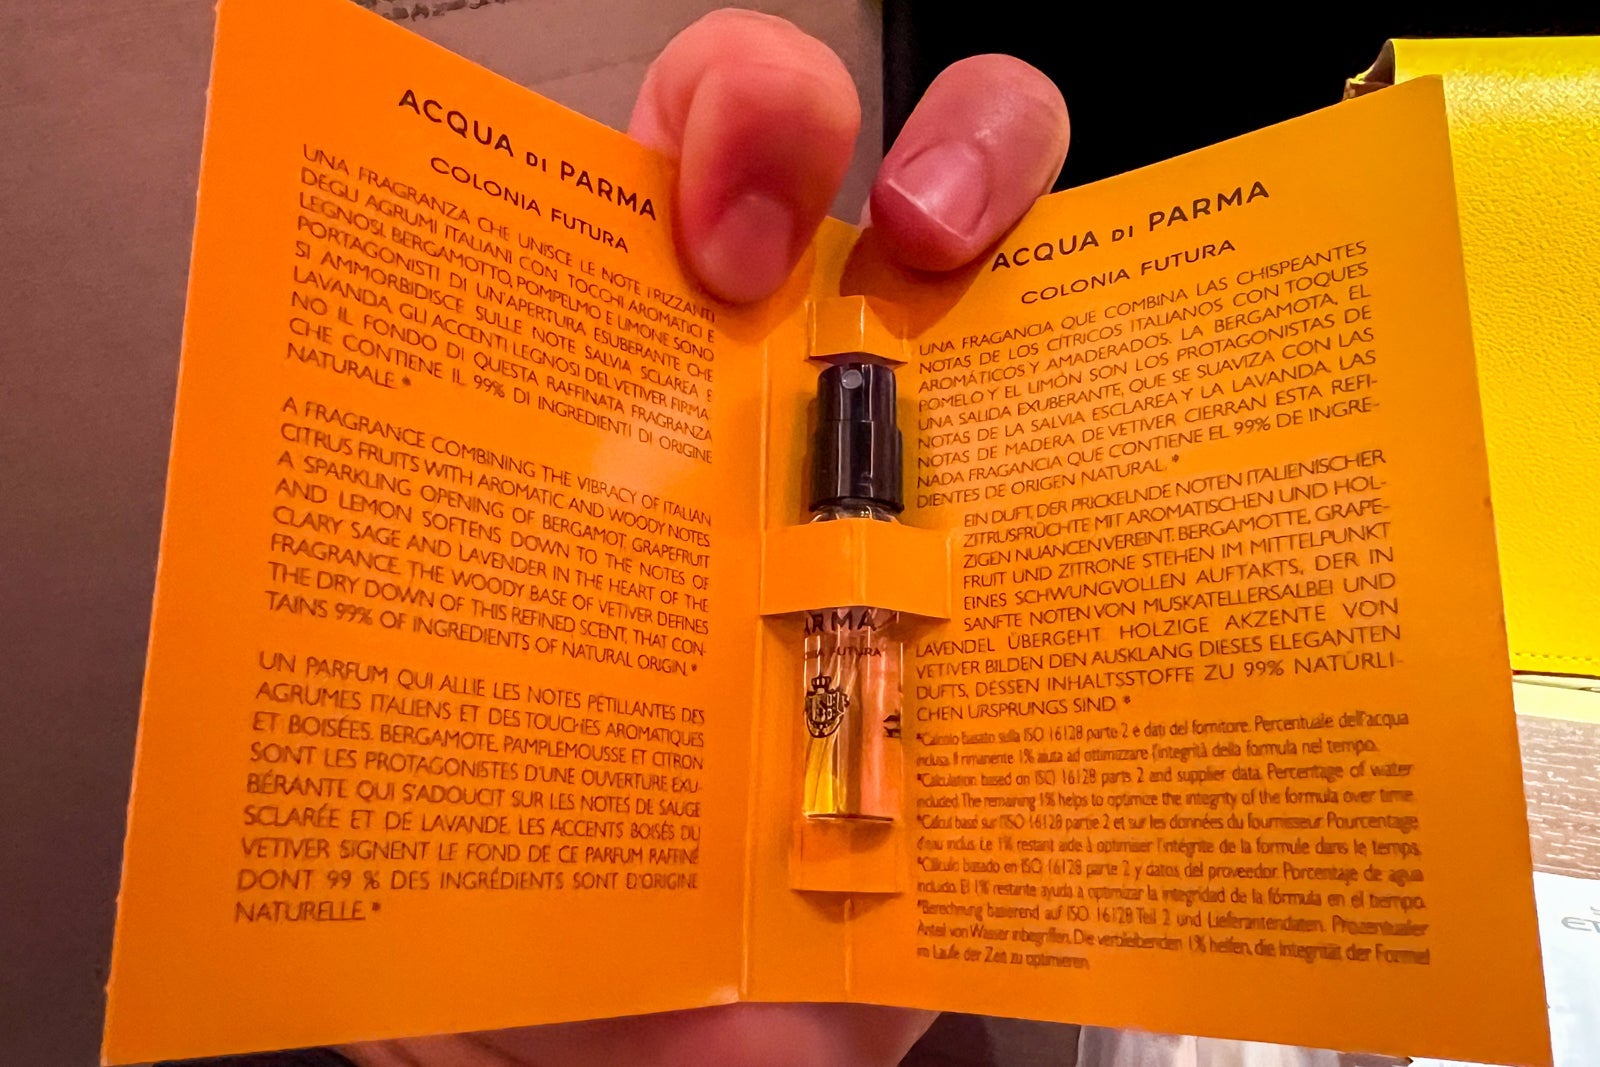 ACQUA DI PARMA
COLONIA FUTURA
UNA FRAGRANZA CHE UNISCE LE NOTE FRIZZANTI
DEGLI AGRUMI ITALIANI CON TOCCHI AROMATICI E
LEGNOSI. BERGAMOTTO, POMPELMO E LIMONE SONO
PORTAGONISTI DI UN'APERTURA ESUBERANTE CHE
SI AMMORBIDISCE SULLE NOTE SALVIA SCLAREA E
LAVANDA. GLI ACCENTI LEGNOSI DEL VETIVER FIRMA-
NO IL FONDO DI QUESTA RAFFINATA FRAGRANZA
CHE CONTIENE IL 99% DI INGREDIENTI DI ORIGINE
NATURALE.*
A FRAGRANCE COMBINING THE VIBRACY OF ITALIAN
CITRUS FRUITS WITH AROMATIC AND WOODY NOTES
A SPARKLING OPENING OF BERGAMOT, GRAPEFRUIT
AND LEMON SOFTENS DOWN TO THE NOTES OF
CLARY SAGE AND LAVENDER IN THE HEART OF THE
FRAGRANCE. THE WOODY BASE OF VETIVER DEFINES
THE DRY DOWN OF THIS REFINED SCENT, THAT CON-
TAINS 99% OF INGREDIENTS OF NATURAL ORIGIN.*
UN PARFUM QUI ALLIE LES NOTES PÉTILLANTES DES
AGRUMES ITALIENS ET DES TOUCHES AROMATIQUES
ET BOISÉES. BERGAMOTE, PAMPLEMOUSSE ET CITRON
SONT LES PROTAGONISTES D'UNE OUVERTURE EXU-
BÉRANTE QUI S'ADOUCIT SUR LES NOTES DE SAUGE
SCLARÉE ET DE LAVANDE. LES ACCENTS BOISÉS DU
VETIVER SIGNENT LE FOND DE CE PARFUM RAFFINÉ
DONT 99 % DES INGRÉDIENTS SONT D'ORIGINE
NATURELLE.*
ARMA
FUTURA
ACQUA DI PARMA
COLONIA FUTURA
UNA FRAGANCIA QUE COMBINA LAS CHISPEANTES
NOTAS DE LOS CÍTRICOS ITALIANOS CON TOQUES
AROMÁTICOS Y AMADERADOS. LA BERGAMOTA, EL
POMELO Y EL LIMÓN SON LOS PROTAGONISTAS DE
UNA SALIDA EXUBERANTE, QUE SE SUAVIZA CON LAS
NOTAS DE LA SALVIA ESCLAREA Y LA LAVANDA. LAS
NOTAS DE MADERA DE VETIVER CIERRAN ESTA REFI-
NADA FRAGANCIA QUE CONTIENE EL 99% DE INGRE-
DIENTES DE ORIGEN NATURAL.*
EIN DUFT, DER PRICKELNDE NOTEN ITALIENISCHER
ZITRUSFRÜCHTE MIT AROMATISCHEN UND HOL-
ZIGEN NUANCEN VEREINT. BERGAMOTTE, GRAPE-
FRUIT UND ZITRONE STEHEN IM MITTELPUNKT
EINES SCHWUNGVOLLEN AUFTAKTS, DER IN
SANFTE NOTEN VON MUSKATELLERSALBEI UND
LAVENDEL ÜBERGEHT. HOLZIGE AKZENTE VON
VETIVER BILDEN DEN AUSKLANG DIESES ELEGANTEN
DUFTS, DESSEN INHALTSSTOFFE ZU 99% NATÜRLI-
CHEN URSPRUNGS SIND.*
*Calcolo basato sulla ISO 16128 parte 2 e dati del fornitore. Percentuale dell'acqua
inclusa. Il rimanente 1% aiuta ad ottimizzare l'integrità della formula nel tempo.
*Calculation based on ISO 16128 parts 2 and supplier data. Percentage of water
included. The remaining 1% helps to optimize the integrity of the formula over time.
*Calcul basé sur l'ISO 16128 partie 2 et sur les données du fournisseur. Pourcentage
d'eau inclus. Le 1% restant aide à optimiser l'intégrité de la formule dans le temps.
*Cálculo basado en ISO 16128 parte 2 y datos del proveedor. Porcentaje de agua
incluido. El 1% restante ayuda a optimizar la integridad de la fórmula en el tiempo.
*Berechnung basierend auf ISO 16128 Teil 2 und Lieferantendaten. Prozentualer
Anteil von Wasser inbegriffen. Die verbleibenden 1% helfen, die Integrität der Formel
im Laufe der Zeit zu optimieren.